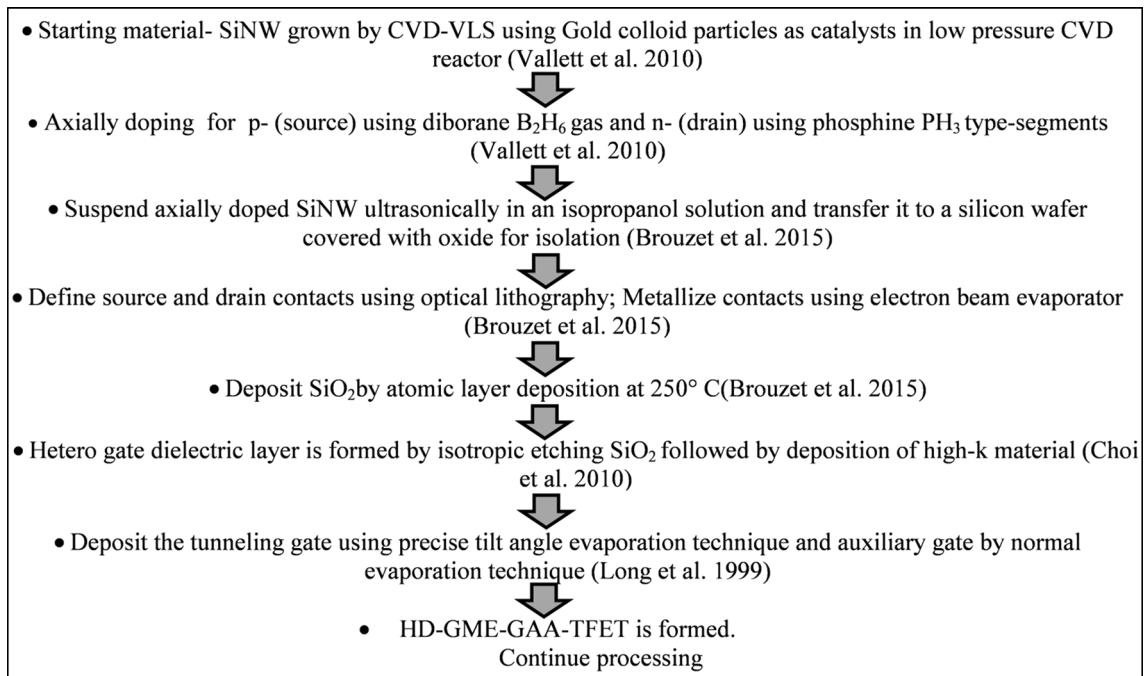 • Starting material- SiNW grown by CVD-VLS using Gold colloid particles as catalysts in low pressure CVD
reactor (Vallett et al. 2010)
• Axially doping for p- (source) using diborane B₂H₆ gas and n- (drain) using phosphine PH₃ type-segments
(Vallett et al. 2010)
• Suspend axially doped SiNW ultrasonically in an isopropanol solution and transfer it to a silicon wafer
covered with oxide for isolation (Brouzet et al. 2015)
• Define source and drain contacts using optical lithography; Metallize contacts using electron beam evaporator
(Brouzet et al. 2015)
• Deposit SiO₂by atomic layer deposition at 250° C(Brouzet et al. 2015)
• Hetero gate dielectric layer is formed by isotropic etching SiO₂ followed by deposition of high-k material (Choi
et al. 2010)
• Deposit the tunneling gate using precise tilt angle evaporation technique and auxiliary gate by normal
evaporation technique (Long et al. 1999)
• HD-GME-GAA-TFET is formed.
Continue processing